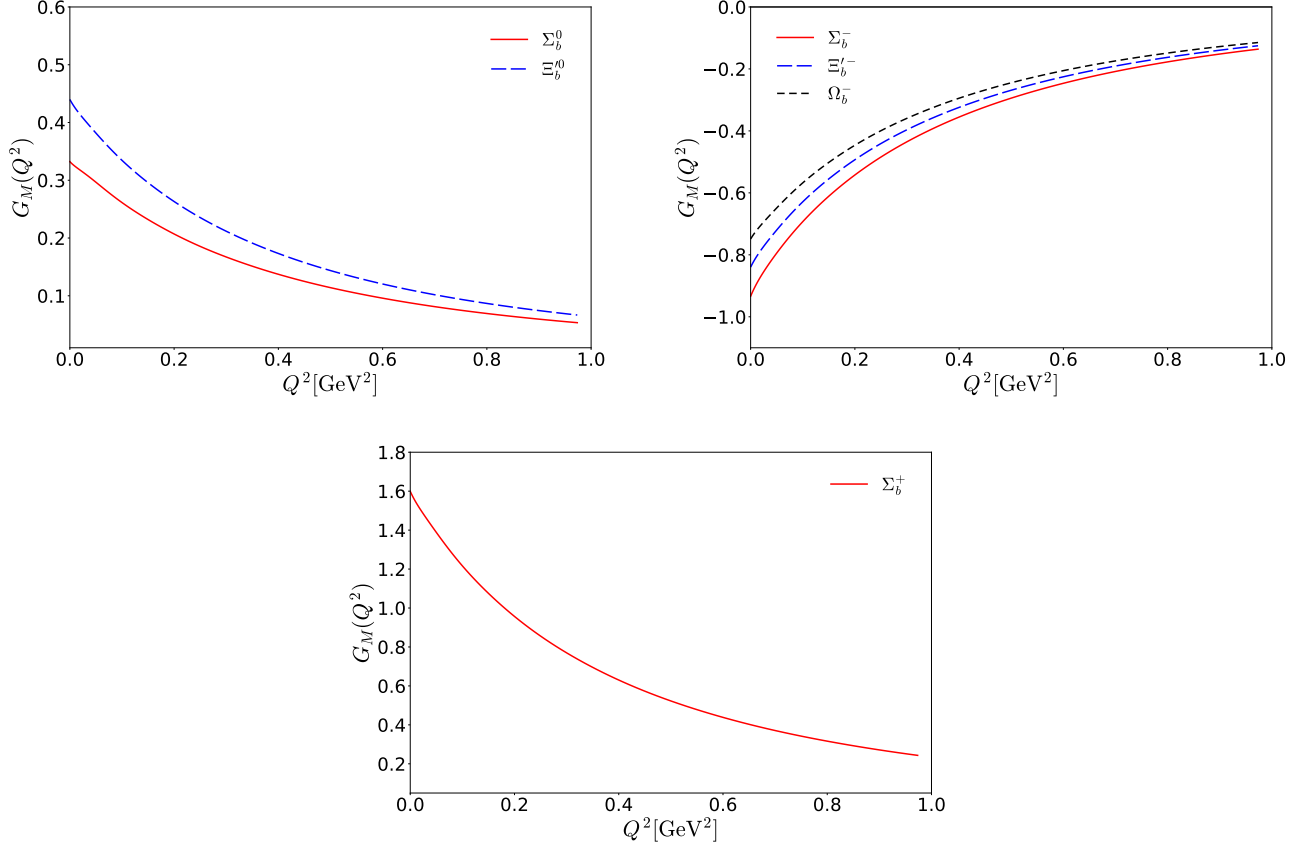 0.6
0.5
0.4
0.3
0.2
0.1
G_M(Q^2)
Σ_b^0
Ξ_b'^0
0.0 0.2 0.4 0.6 0.8 1.0
Q^2[GeV^2]
−0.0
−0.2
−0.4
−0.6
−0.8
−1.0
G_M(Q^2)
Σ_b^-
Ξ_b'^-
Ω_b^-
0.0 0.2 0.4 0.6 0.8 1.0
Q^2[GeV^2]
1.8
1.6
1.4
1.2
1.0
0.8
0.6
0.4
0.2
G_M(Q^2)
Σ_b^+
0.0 0.2 0.4 0.6 0.8 1.0
Q^2[GeV^2]